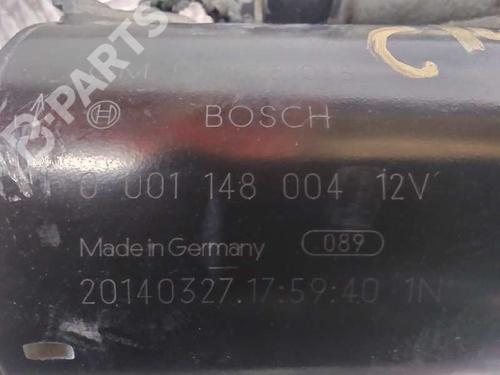 B-PARTS
BOSCH
0 001 148 004 12V
Made in Germany 089
20140327.17:59:40 1N